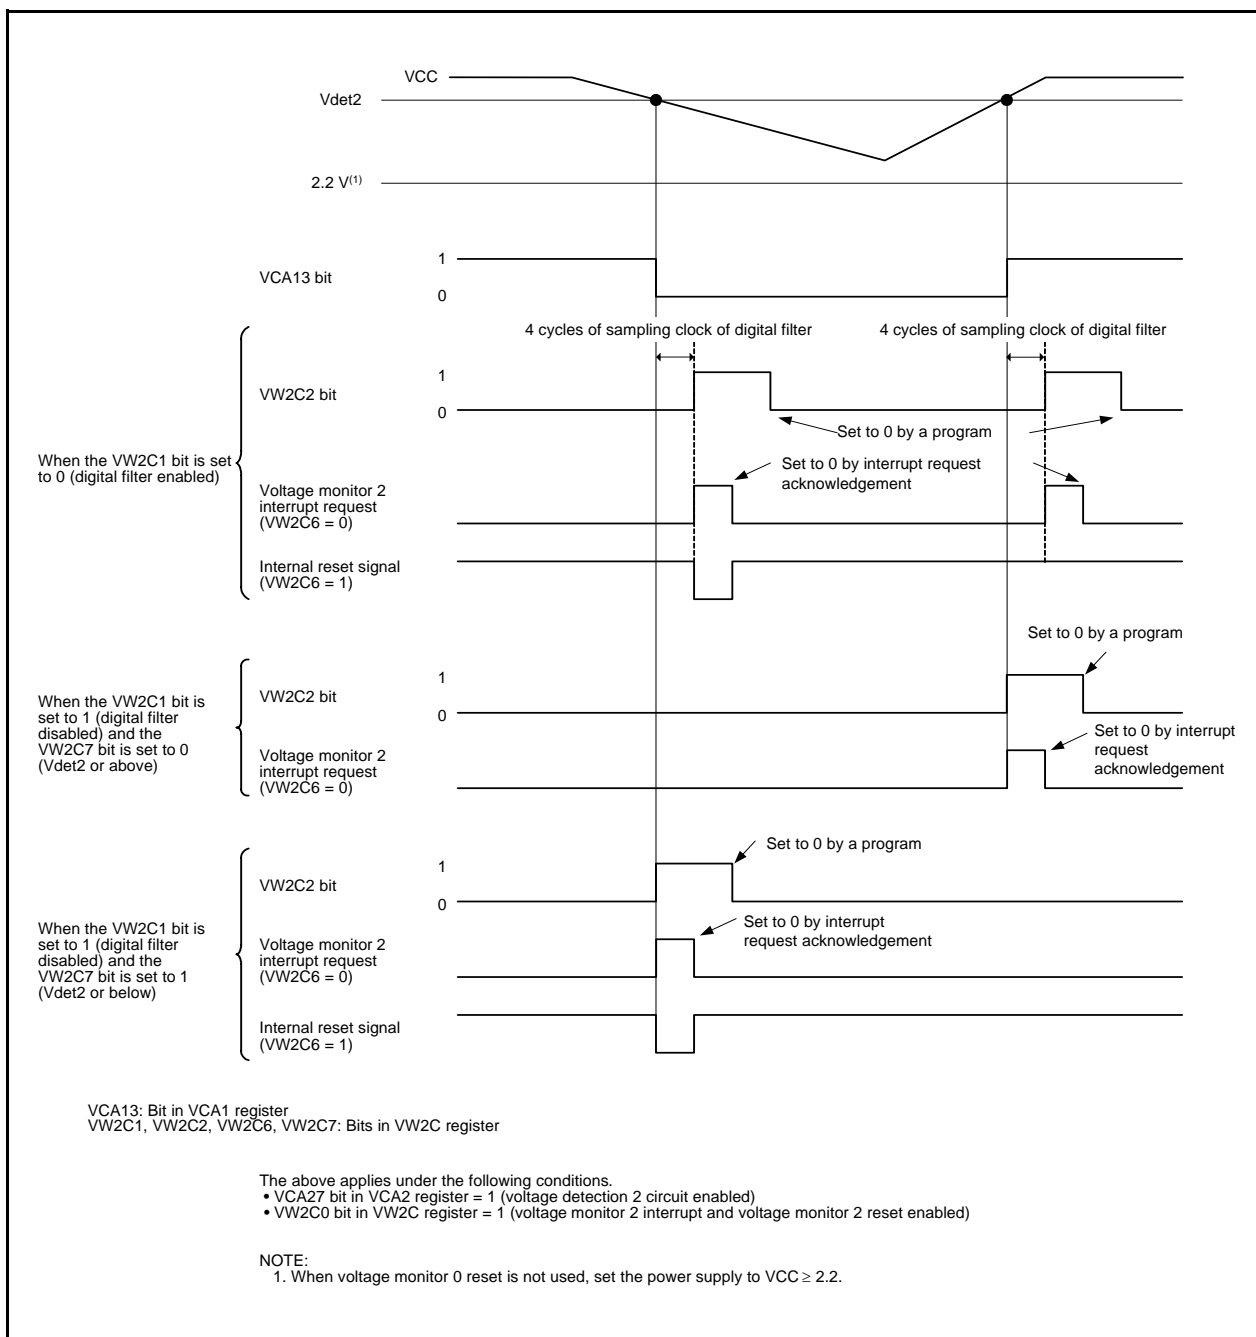 VCC
Vdet2
2.2 V(1)
VCA13 bit
1
0
4 cycles of sampling clock of digital filter
4 cycles of sampling clock of digital filter
When the VW2C1 bit is set
to 0 (digital filter enabled)
VW2C2 bit
1
0
Set to 0 by a program
Set to 0 by interrupt request
acknowledgement
Voltage monitor 2
interrupt request
(VW2C6 = 0)
Internal reset signal
(VW2C6 = 1)
When the VW2C1 bit is
set to 1 (digital filter
disabled) and the
VW2C7 bit is set to 0
(Vdet2 or above)
VW2C2 bit
1
0
Set to 0 by a program
Voltage monitor 2
interrupt request
(VW2C6 = 0)
Set to 0 by interrupt
request
acknowledgement
When the VW2C1 bit is
set to 1 (digital filter
disabled) and the
VW2C7 bit is set to 1
(Vdet2 or below)
VW2C2 bit
1
0
Set to 0 by a program
Voltage monitor 2
interrupt request
(VW2C6 = 0)
Set to 0 by interrupt
request acknowledgement
Internal reset signal
(VW2C6 = 1)
VCA13: Bit in VCA1 register
VW2C1, VW2C2, VW2C6, VW2C7: Bits in VW2C register
The above applies under the following conditions.
• VCA27 bit in VCA2 register = 1 (voltage detection 2 circuit enabled)
• VW2C0 bit in VW2C register = 1 (voltage monitor 2 interrupt and voltage monitor 2 reset enabled)
NOTE:
1. When voltage monitor 0 reset is not used, set the power supply to VCC ≥ 2.2.